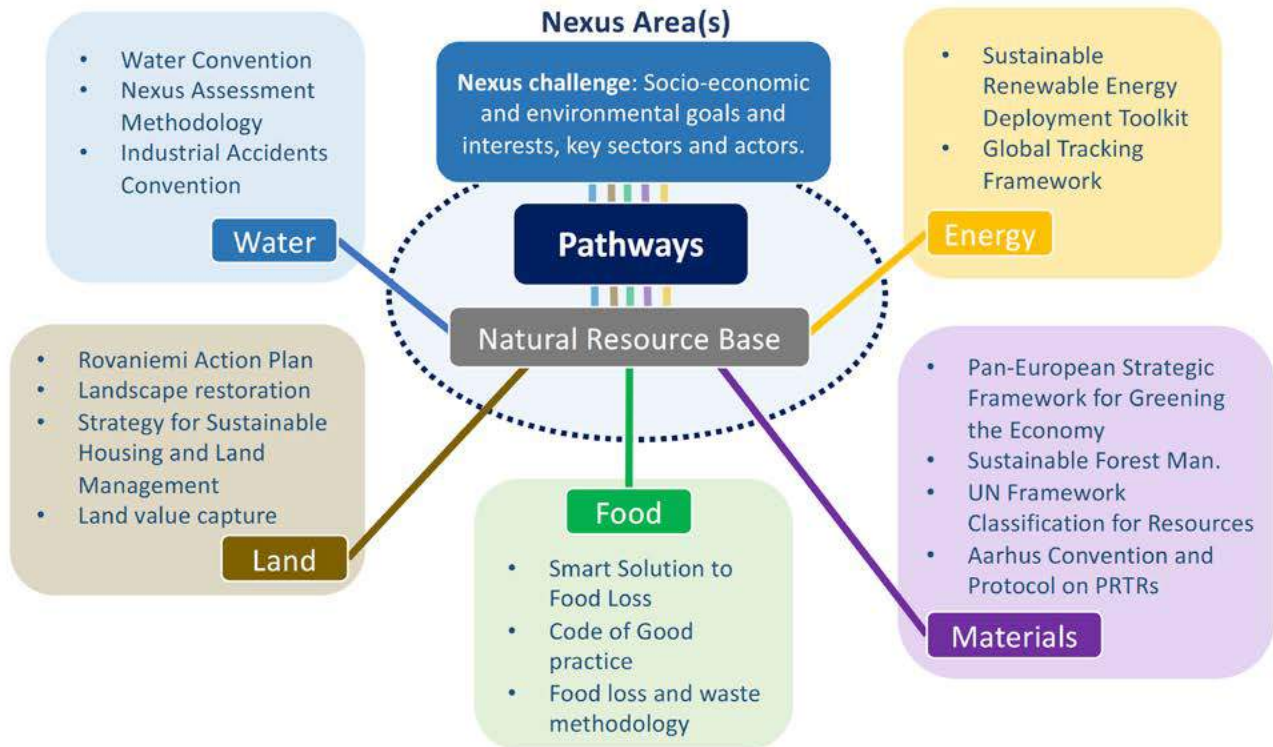 Nexus Area(s)
Nexus challenge: Socio-economic
and environmental goals and
interests, key sectors and actors.
Pathways
Natural Resource Base
• Water Convention
• Nexus Assessment
Methodology
• Industrial Accidents
Convention
Water
• Sustainable
Renewable Energy
Deployment Toolkit
• Global Tracking
Framework
Energy
• Rovaniemi Action Plan
• Landscape restoration
• Strategy for Sustainable
Housing and Land
Management
• Land value capture
Land
Food
• Smart Solution to
Food Loss
• Code of Good
practice
• Food loss and waste
methodology
• Pan-European Strategic
Framework for Greening
the Economy
• Sustainable Forest Man.
• UN Framework
Classification for Resources
• Aarhus Convention and
Protocol on PRTRs
Materials